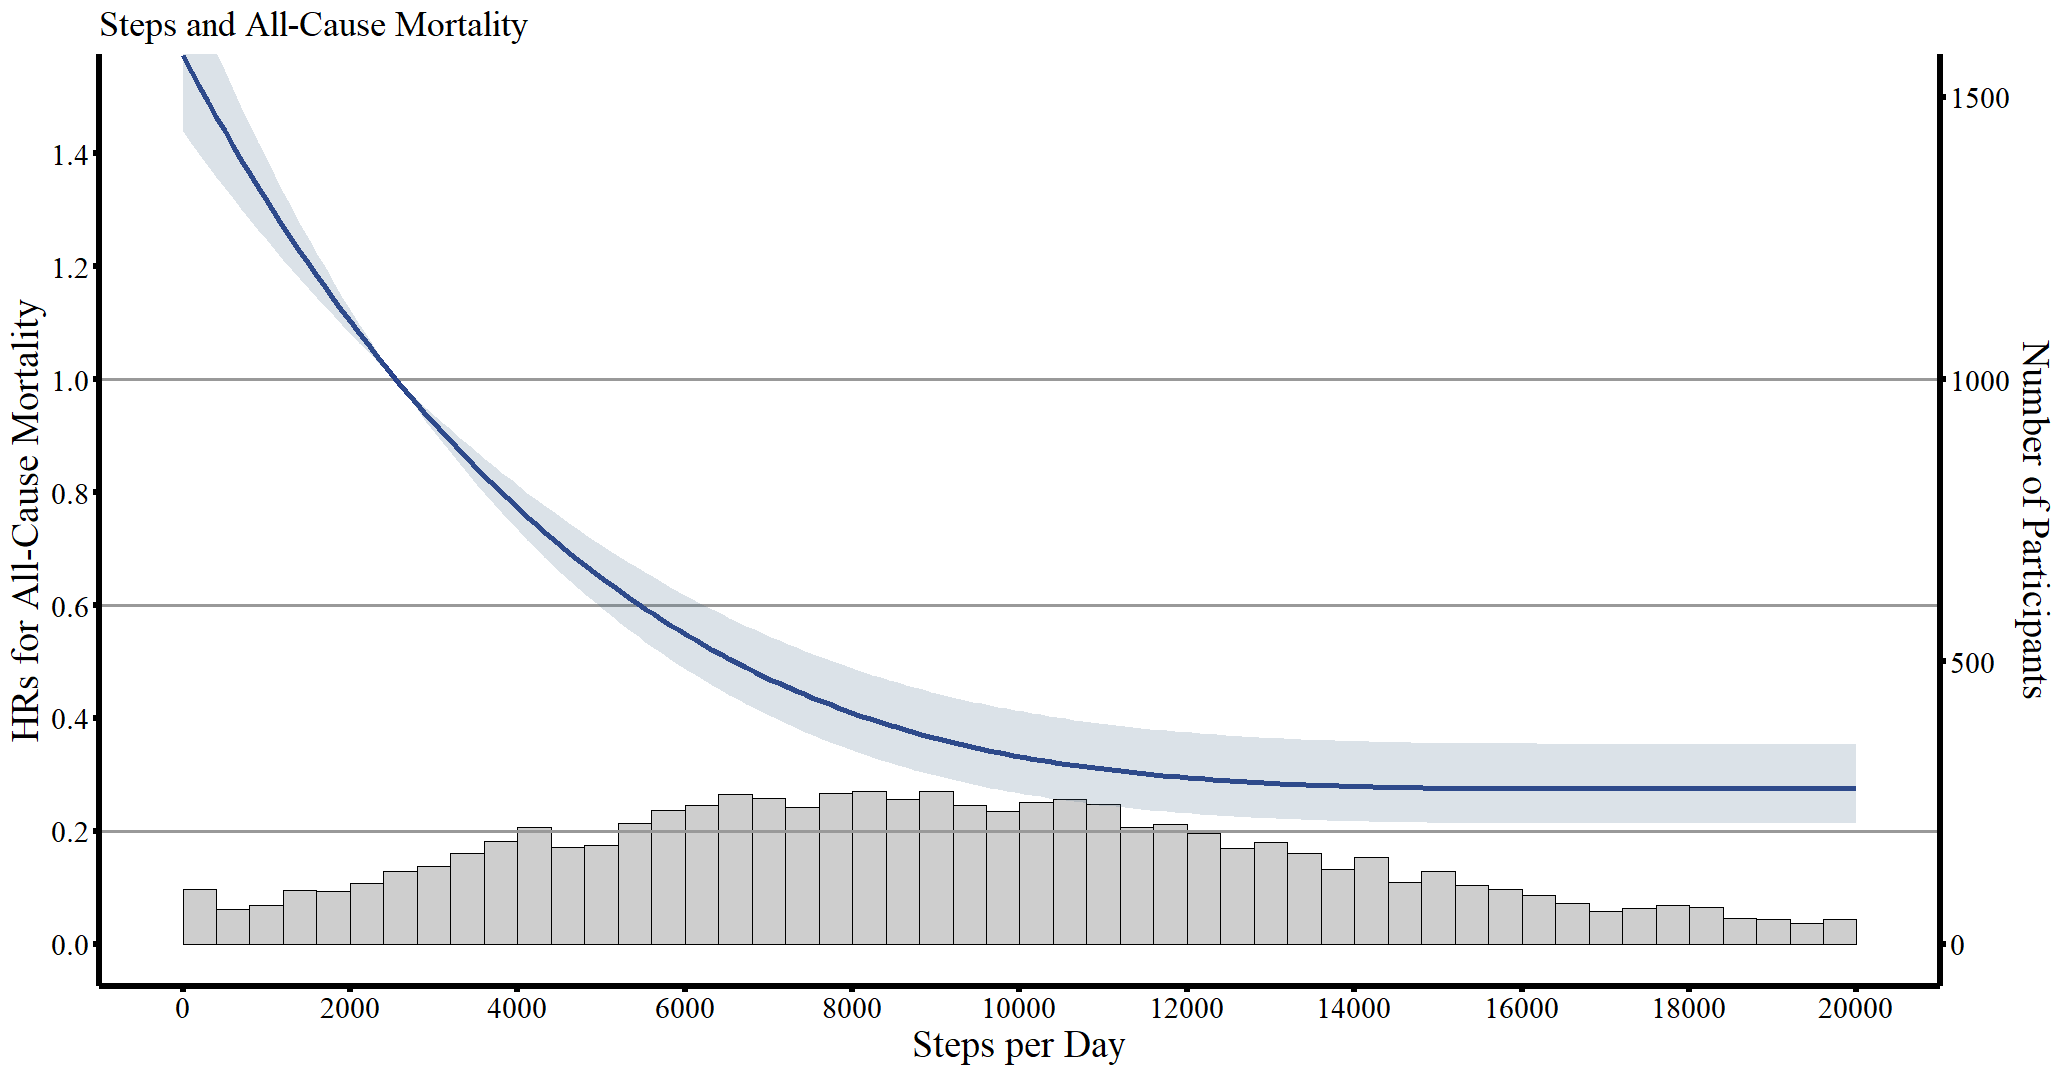 Steps and All-Cause Mortality
HRs for All-Cause Mortality
1.4
1.2
1.0
0.8
0.6
0.4
0.2
0.0
1500
1000
500
0
Number of Participants
0 2000 4000 6000 8000 10000 12000 14000 16000 18000 20000
Steps per Day